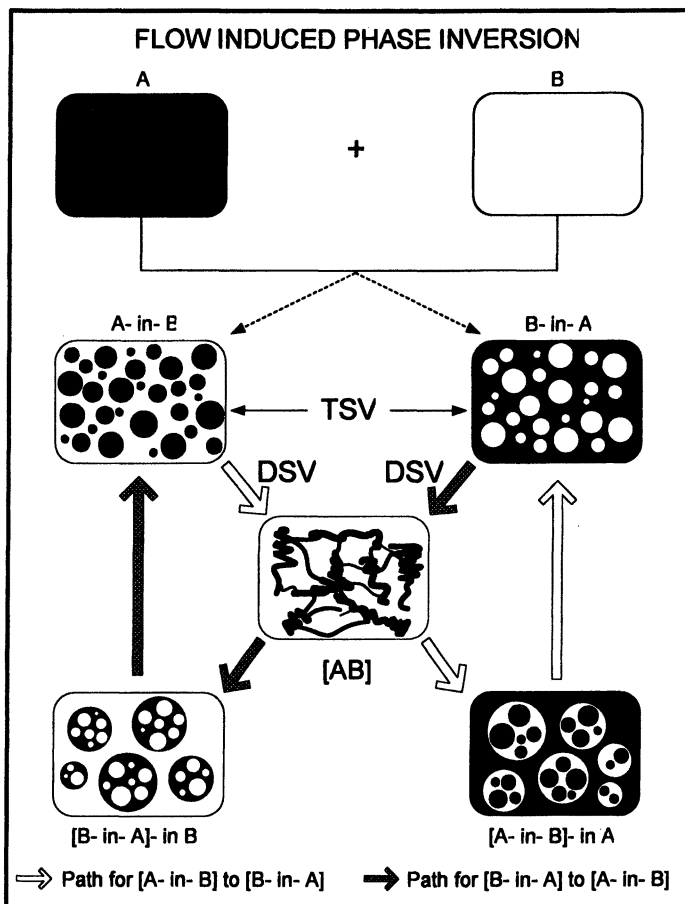 FLOW INDUCED PHASE INVERSION
A B
+
A- in- B B- in- A
TSV
DSV DSV
[AB]
[B- in- A]- in B [A- in- B]- in A
Path for [A- in- B] to [B- in- A] Path for [B- in- A] to [A- in- B]